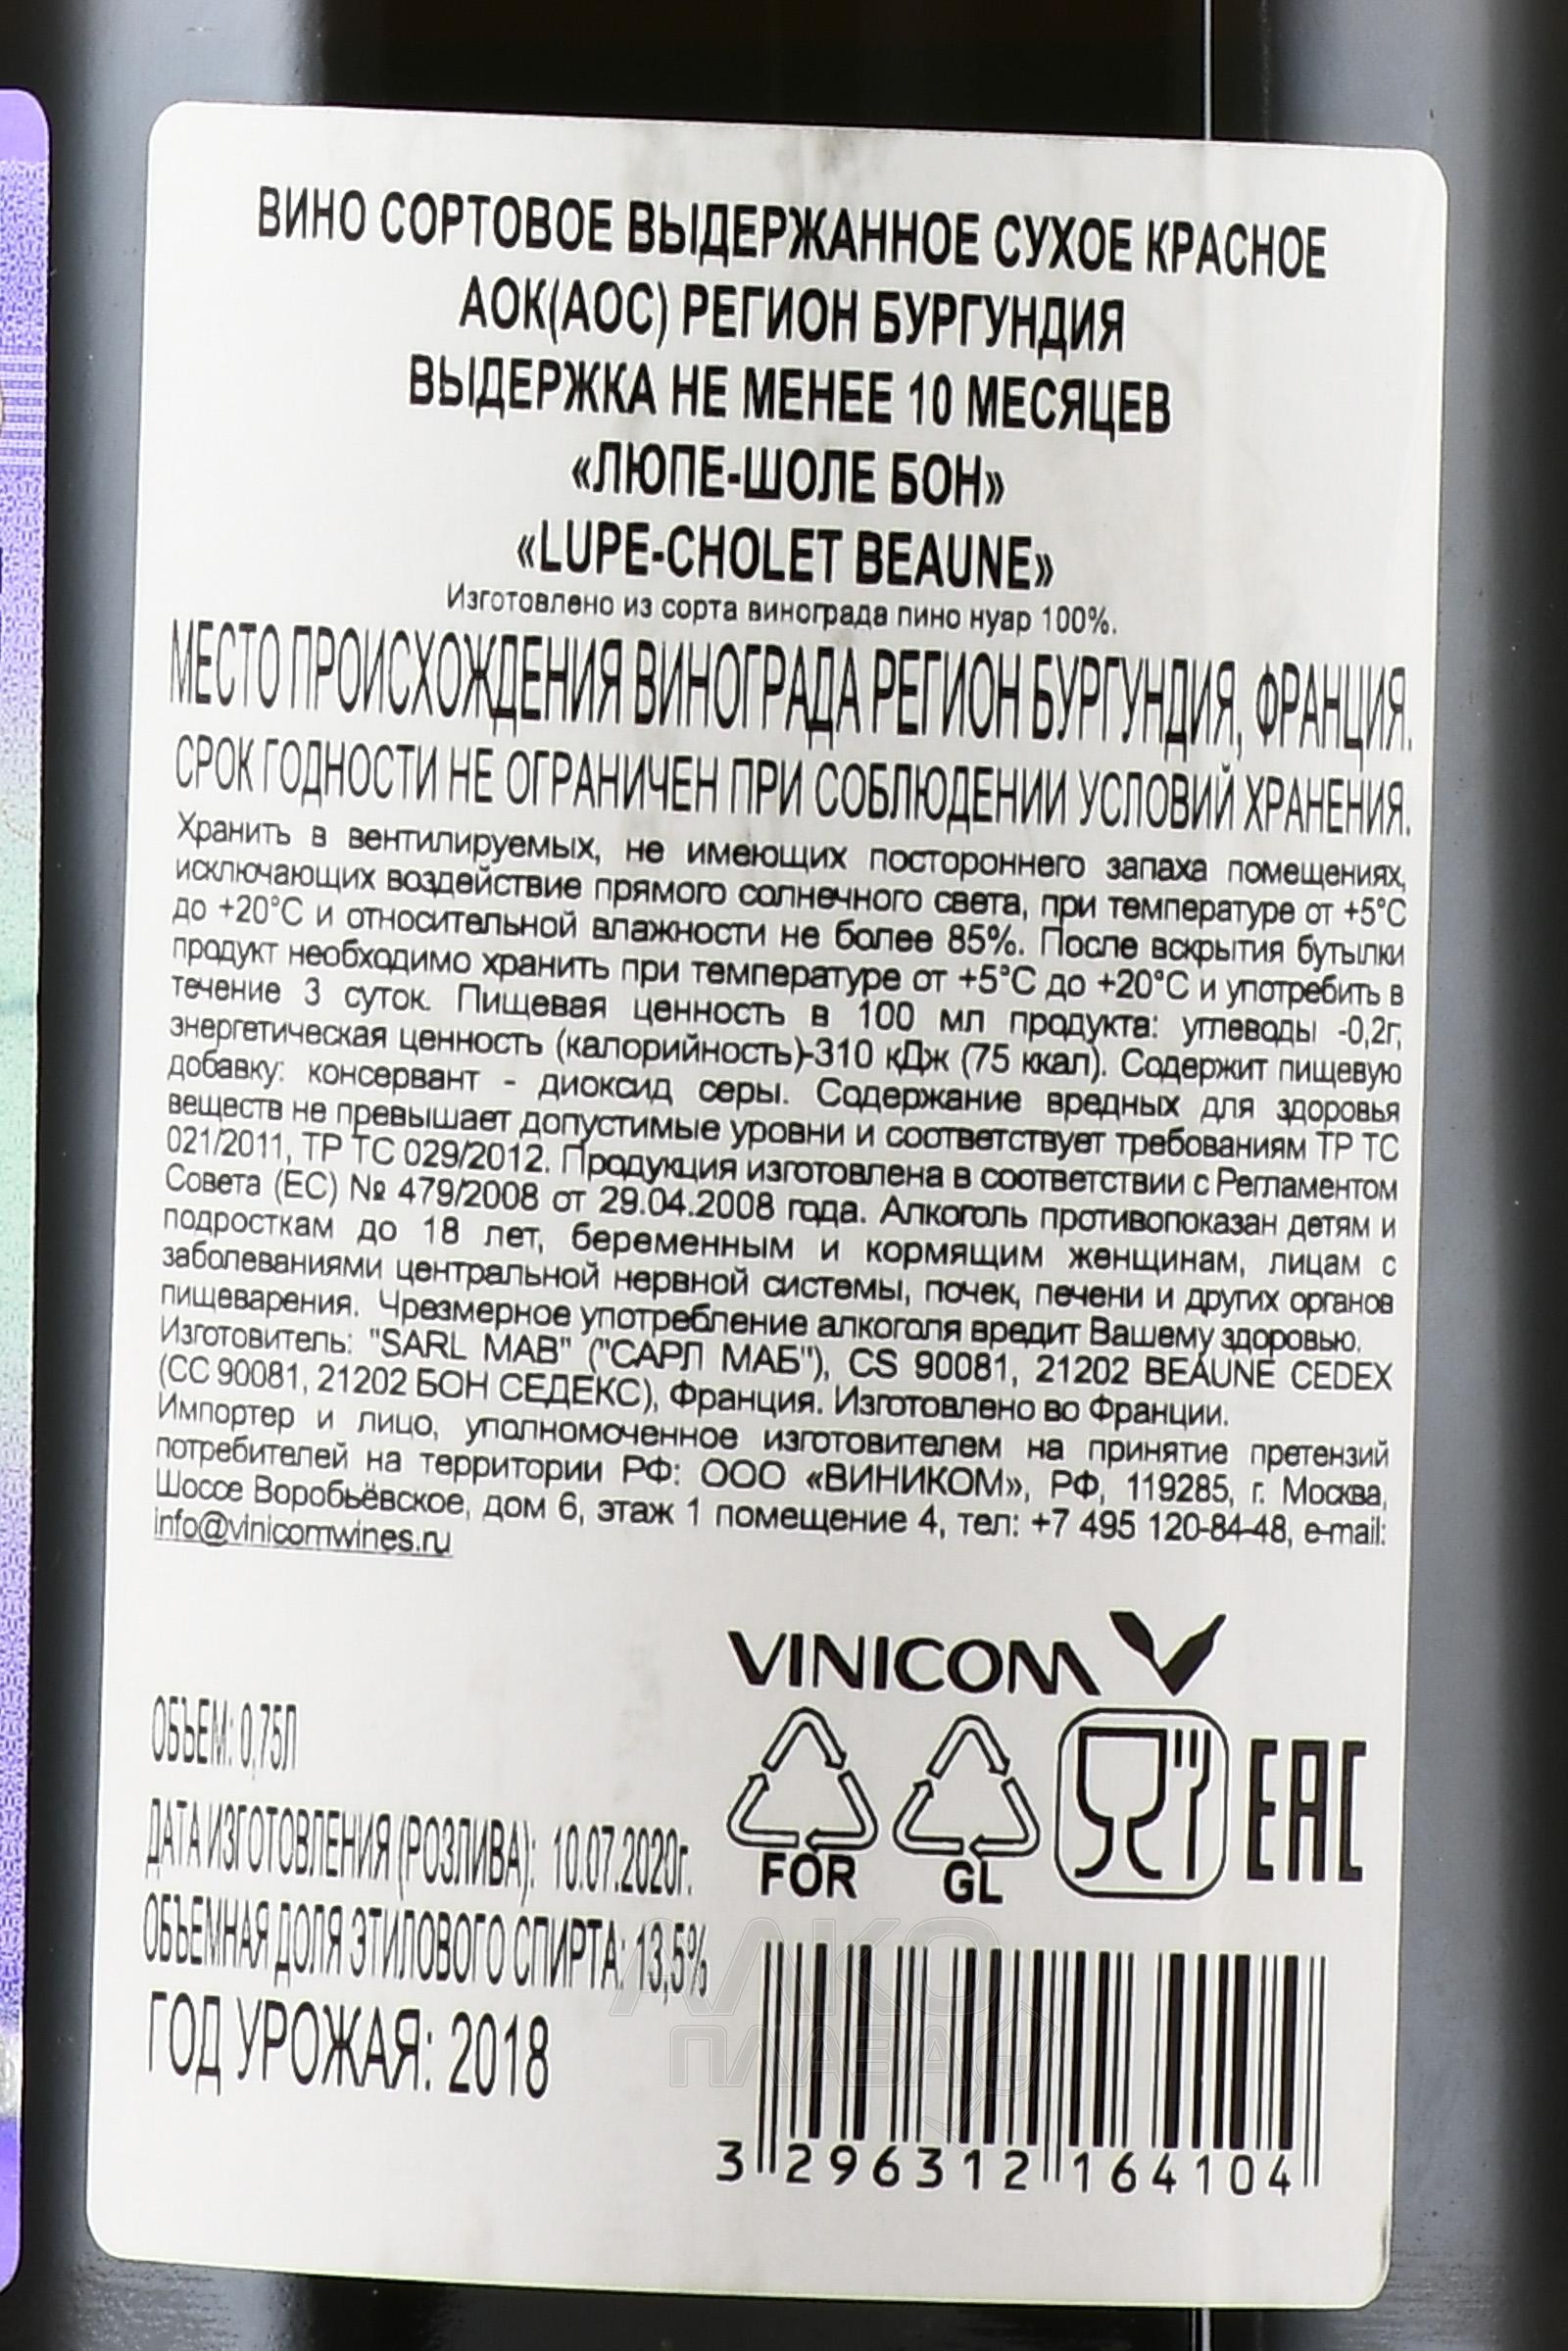 ВИНО СОРТОВОЕ ВЫДЕРЖАННОЕ СУХОЕ КРАСНОЕ
АОК(АОС) РЕГИОН БУРГУНДИЯ
ВЫДЕРЖКА НЕ МЕНЕЕ 10 МЕСЯЦЕВ
«ЛЮПЕ-ШОЛЕ БОН»
«LUPE-CHOLET BEAUNE»
Изготовлено из сорта винограда пино нуар 100%.
МЕСТО ПРОИСХОЖДЕНИЯ ВИНОГРАДА РЕГИОН БУРГУНДИЯ, ФРАНЦИЯ.
СРОК ГОДНОСТИ НЕ ОГРАНИЧЕН ПРИ СОБЛЮДЕНИИ УСЛОВИЙ ХРАНЕНИЯ.
Хранить в вентилируемых, не имеющих постороннего запаха помещениях,
исключающих воздействие прямого солнечного света, при температуре от +5°С
до +20°С и относительной влажности не более 85%. После вскрытия бутылки
продукт необходимо хранить при температуре от +5°С до +20°С и употребить в
течение 3 суток. Пищевая ценность в 100 мл продукта: углеводы -0,2г,
энергетическая ценность (калорийность)-310 кДж (75 ккал). Содержит пищевую
добавку: консервант - диоксид серы. Содержание вредных для здоровья
веществ не превышает допустимые уровни и соответствует требованиям ТР ТС
021/2011, ТР ТС 029/2012. Продукция изготовлена в соответствии с Регламентом
Совета (ЕС) № 479/2008 от 29.04.2008 года. Алкоголь противопоказан детям и
подросткам до 18 лет, беременным и кормящим женщинам, лицам с
заболеваниями центральной нервной системы, почек, печени и других органов
пищеварения. Чрезмерное употребление алкоголя вредит Вашему здоровью.
Изготовитель: "SARL MAB" ("САРЛ МАБ"), CS 90081, 21202 BEAUNE CEDEX
(СС 90081, 21202 БОН СЕДЕКС), Франция. Изготовлено во Франции.
Импортер и лицо, уполномоченное изготовителем на принятие претензий
потребителей на территории РФ: ООО «ВИНИКОМ», РФ, 119285, г. Москва,
Шоссе Воробьёвское, дом 6, этаж 1 помещение 4, тел: +7 495 120-84-48, e-mail:
info@vinicomwines.ru
VINICOM
ОБЪЕМ: 0,75Л
ДАТА ИЗГОТОВЛЕНИЯ (РОЗЛИВА): 10.07.2020г.
FOR GL EAC
ОБЪЕМНАЯ ДОЛЯ ЭТИЛОВОГО СПИРТА: 13,5%
ГОД УРОЖАЯ: 2018
АЛКО
ПЛАЗА ru
3 296312 164104